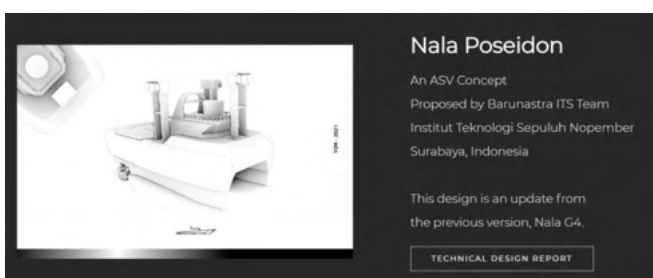 Nala Poseidon
An ASV Concept
Proposed by Barunastra ITS Team
Institut Teknologi Sepuluh Nopember
Surabaya, Indonesia
This design is an update from
the previous version, Nala G4.
TECHNICAL DESIGN REPORT